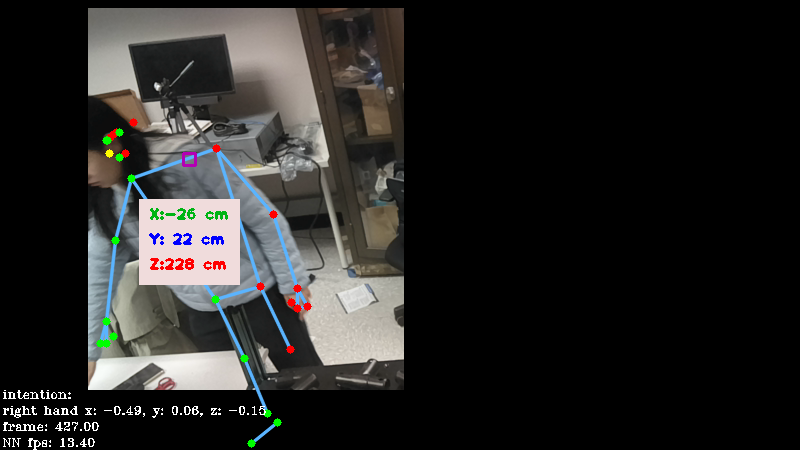 X:-26 cm
Y: 22 cm
Z:228 cm
intention:
right hand x: -0.49, y: 0.06, z: -0.15
frame: 427.00
NN fps: 13.40